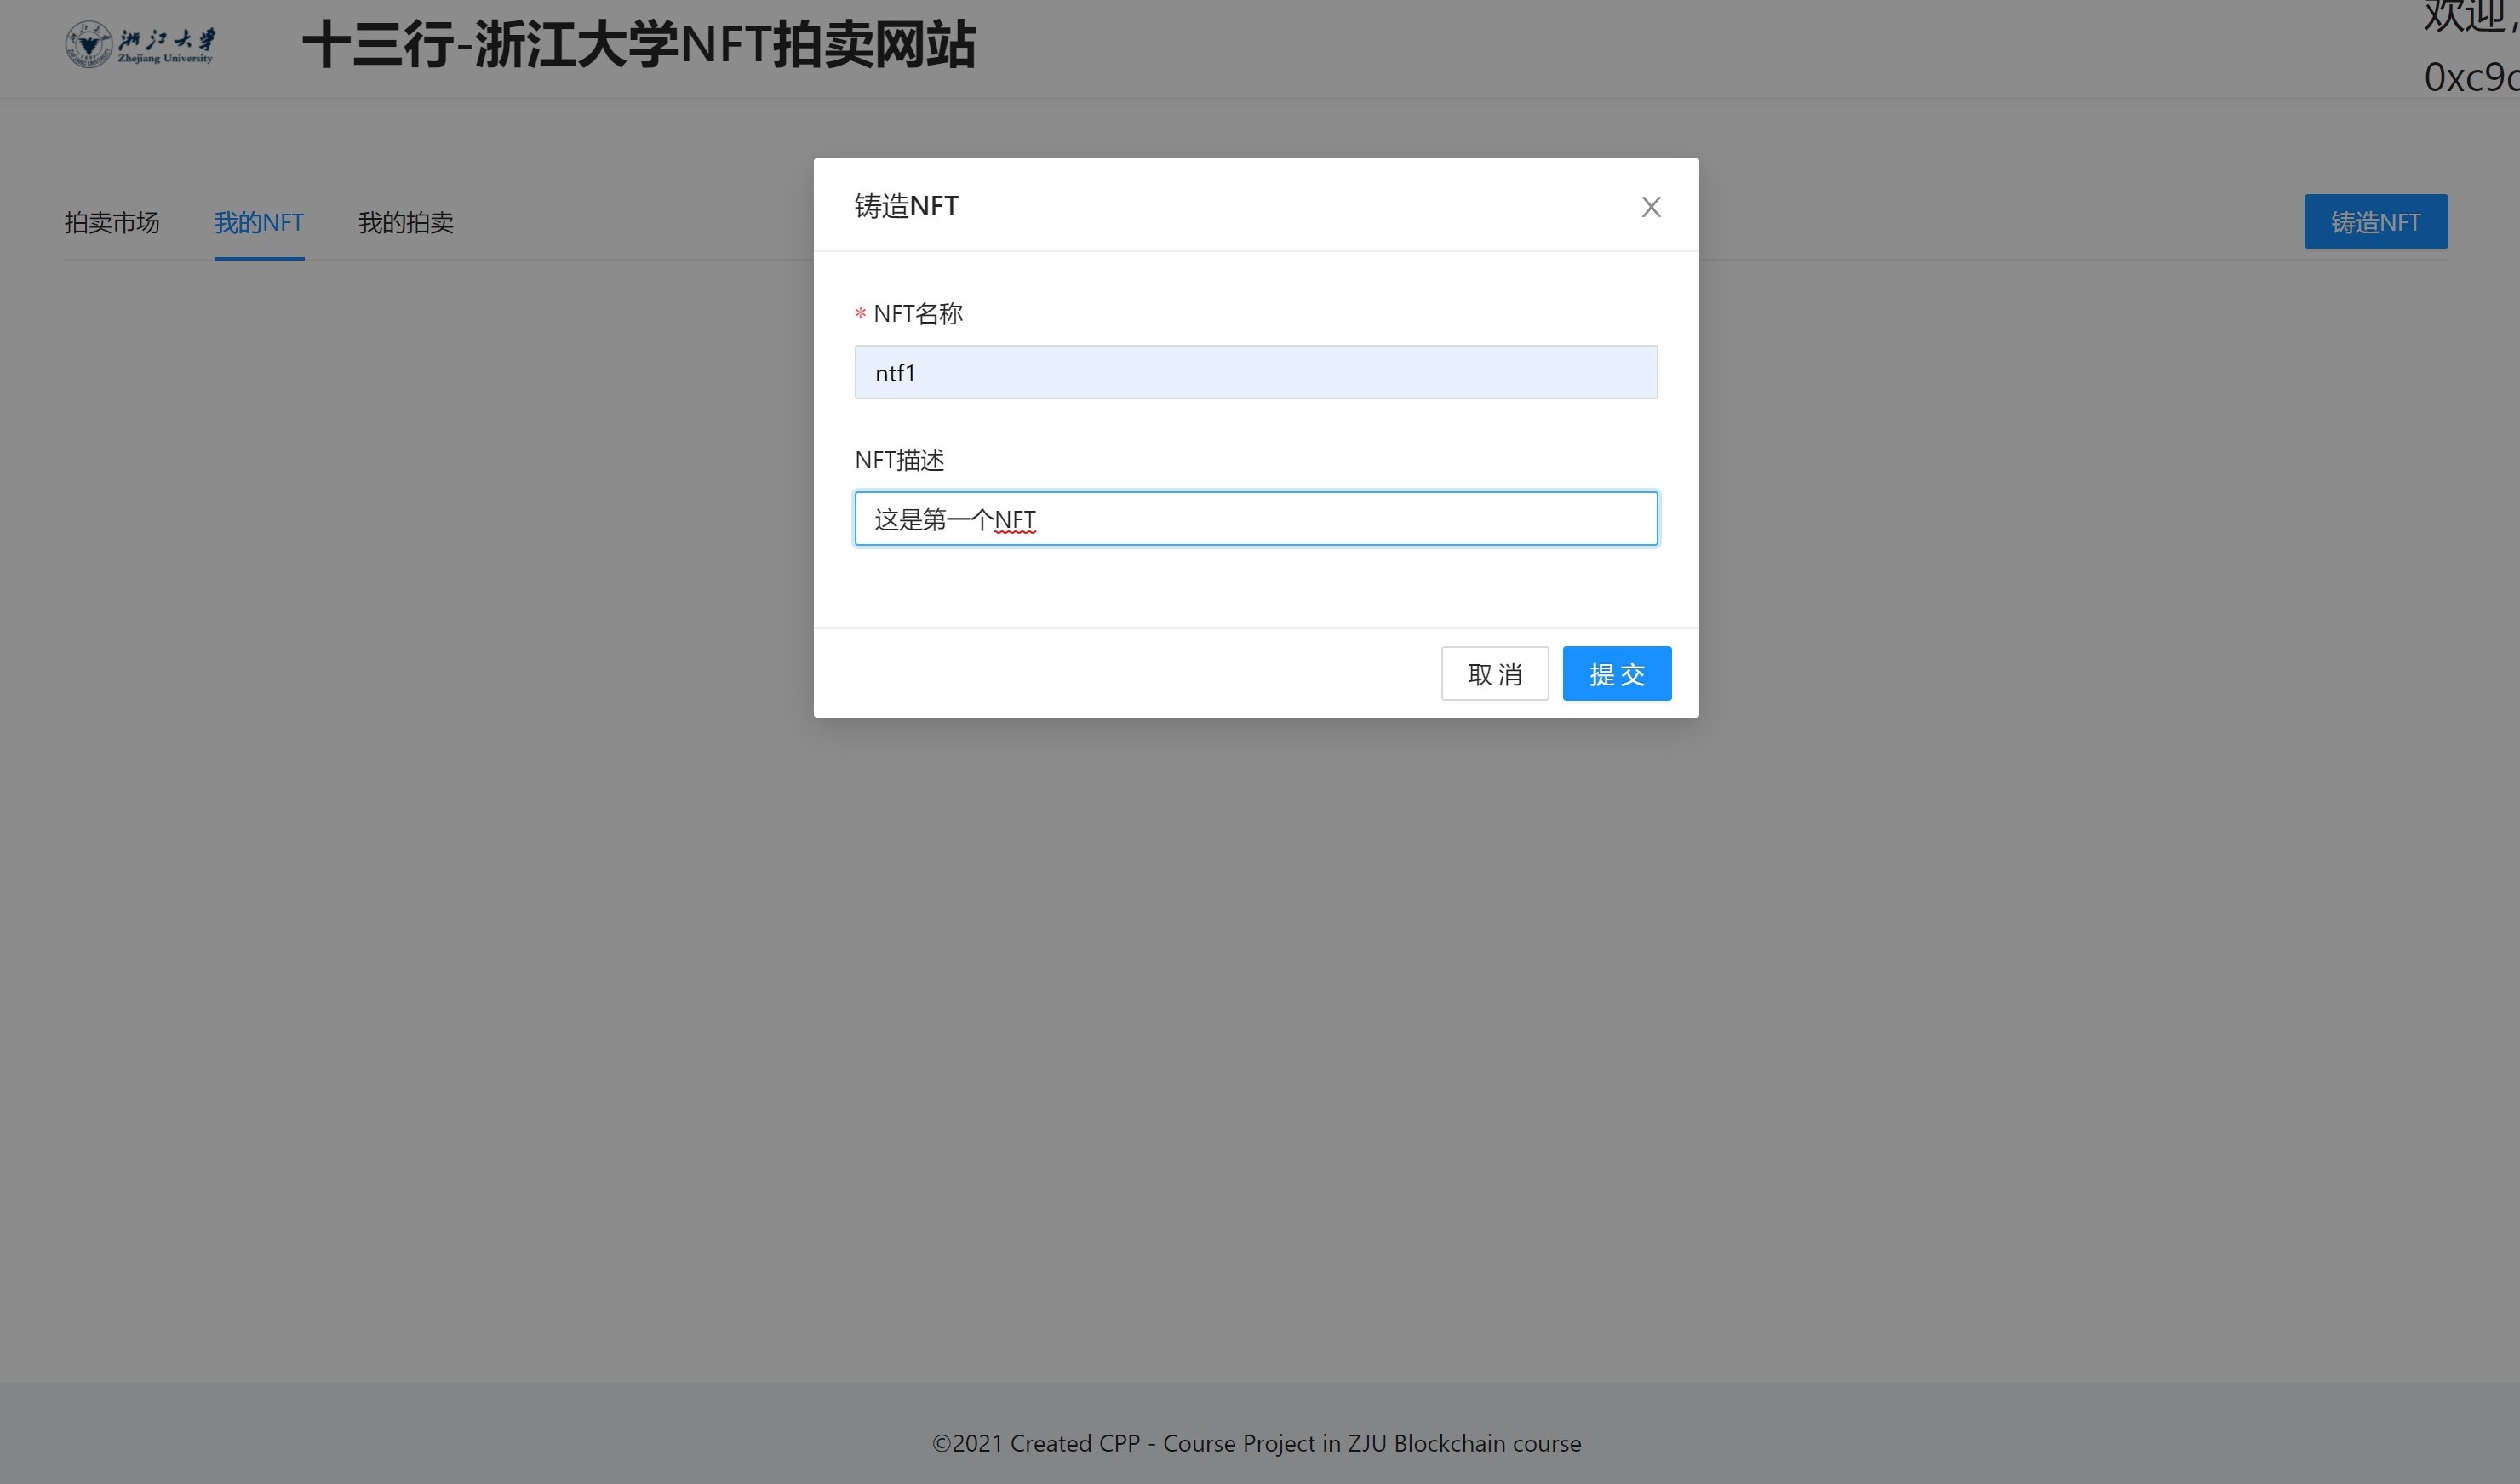 浙江大学
Zhejiang University
十三行-浙江大学NFT拍卖网站
欢迎,
0xc9
拍卖市场
我的NFT
我的拍卖
铸造NFT
铸造NFT
* NFT名称
ntf1
NFT描述
这是第一个NFT
取 消
提 交
©2021 Created CPP - Course Project in ZJU Blockchain course